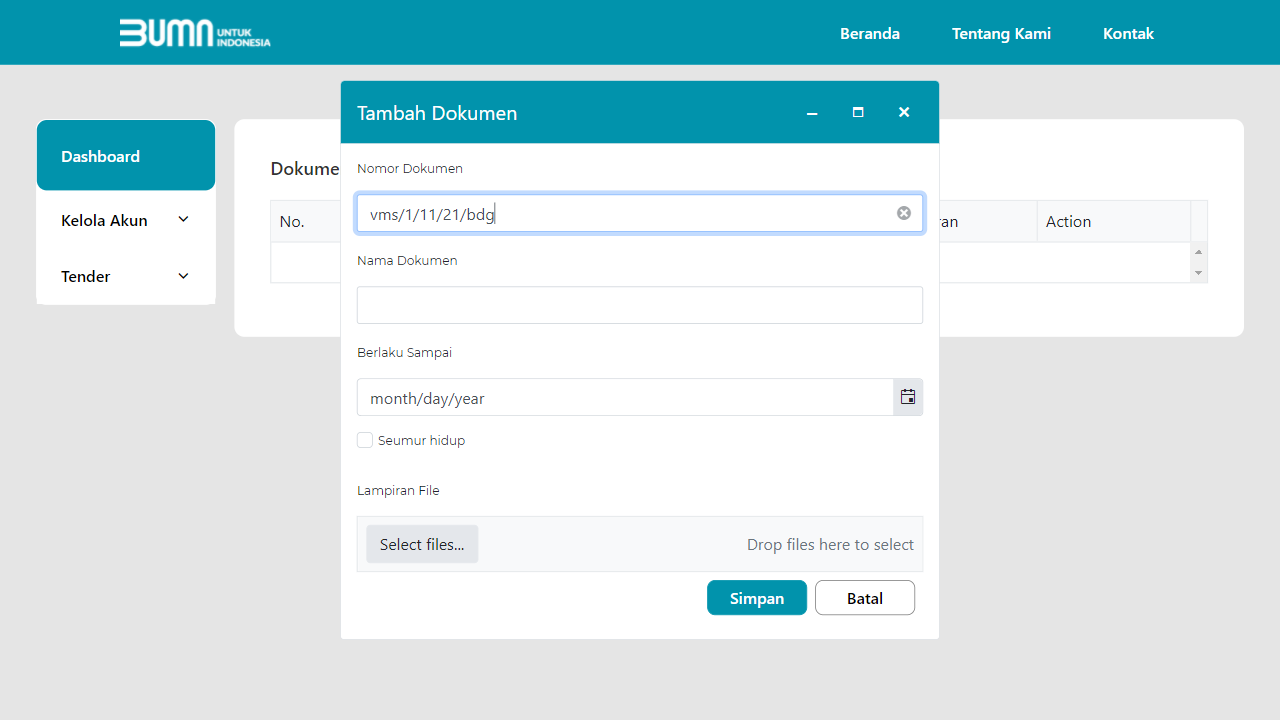 BUMN UNTUK INDONESIA
Beranda
Tentang Kami
Kontak
Dashboard
Kelola Akun
Tender
No.
Action
Tambah Dokumen
Nomor Dokumen
vms/1/11/21/bdg
Nama Dokumen
Berlaku Sampai
month/day/year
Seumur hidup
Lampiran File
Select files...
Drop files here to select
Simpan
Batal